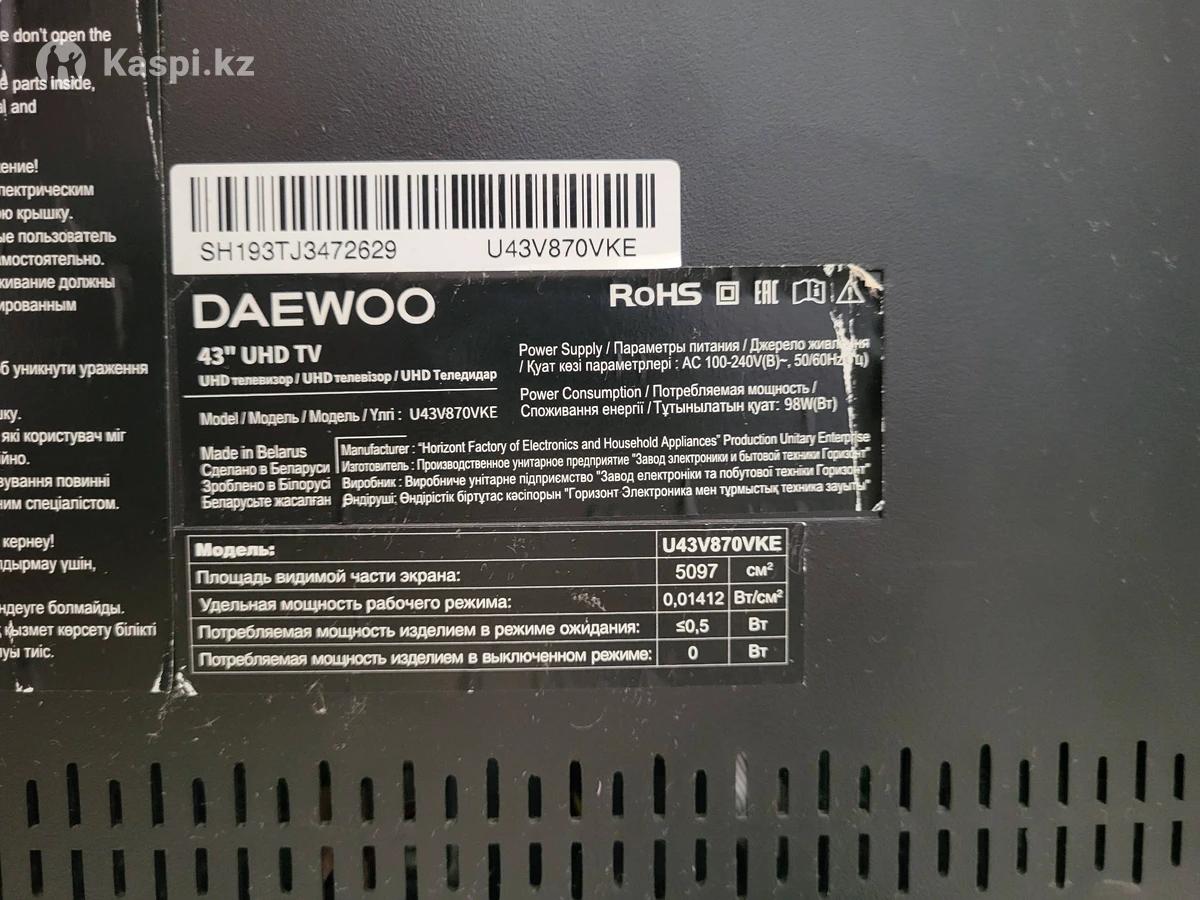 e don't open the
Kaspi.kz
e parts inside,
al and
ение!
лектрическим
ю крышку.
ые пользователь
мостоятельно.
живание должны
ированным
б уникнути ураження
шку.
які користувач міг
ійно.
вування повинні
ним спеціалістом.
кернеу!
лдырмау үшін,
ндеуге болмайды.
қызмет көрсету білікті
уы тиіс.
SH193TJ3472629 U43V870VKE
DAEWOO
RoHS EAC
43" UHD TV
UHD телевизор / UHD телевізор / UHD Теледидар
Power Supply / Параметры питания / Джерело живлення
/ Қуат көзі параметрлері : AC 100-240V(В)~, 50/60Hz(Гц)
Power Consumption / Потребляемая мощность /
Споживання енергії / Тұтынылатын қуат: 98W(Вт)
Model / Модель / Модель / Үлгі : U43V870VKE
Made in Belarus
Сделано в Беларуси
Зроблено в Білорусі
Беларусьте жасалған
Manufacturer : "Horizont Factory of Electronics and Household Appliances" Production Unitary Enterprise
Изготовитель : Производственное унитарное предприятие "Завод электроники и бытовой техники Горизонт"
Виробник : Виробниче унітарне підприємство "Завод електроніки та побутової техніки Горизонт"
Өндіруші: Өндірістік біртұтас кәсіпорын "Горизонт Электроника мен тұрмыстық техника зауыты"
Модель: U43V870VKE
Площадь видимой части экрана: 5097 см²
Удельная мощность рабочего режима: 0,01412 Вт/см²
Потребляемая мощность изделием в режиме ожидания: ≤0,5 Вт
Потребляемая мощность изделием в выключенном режиме: 0 Вт